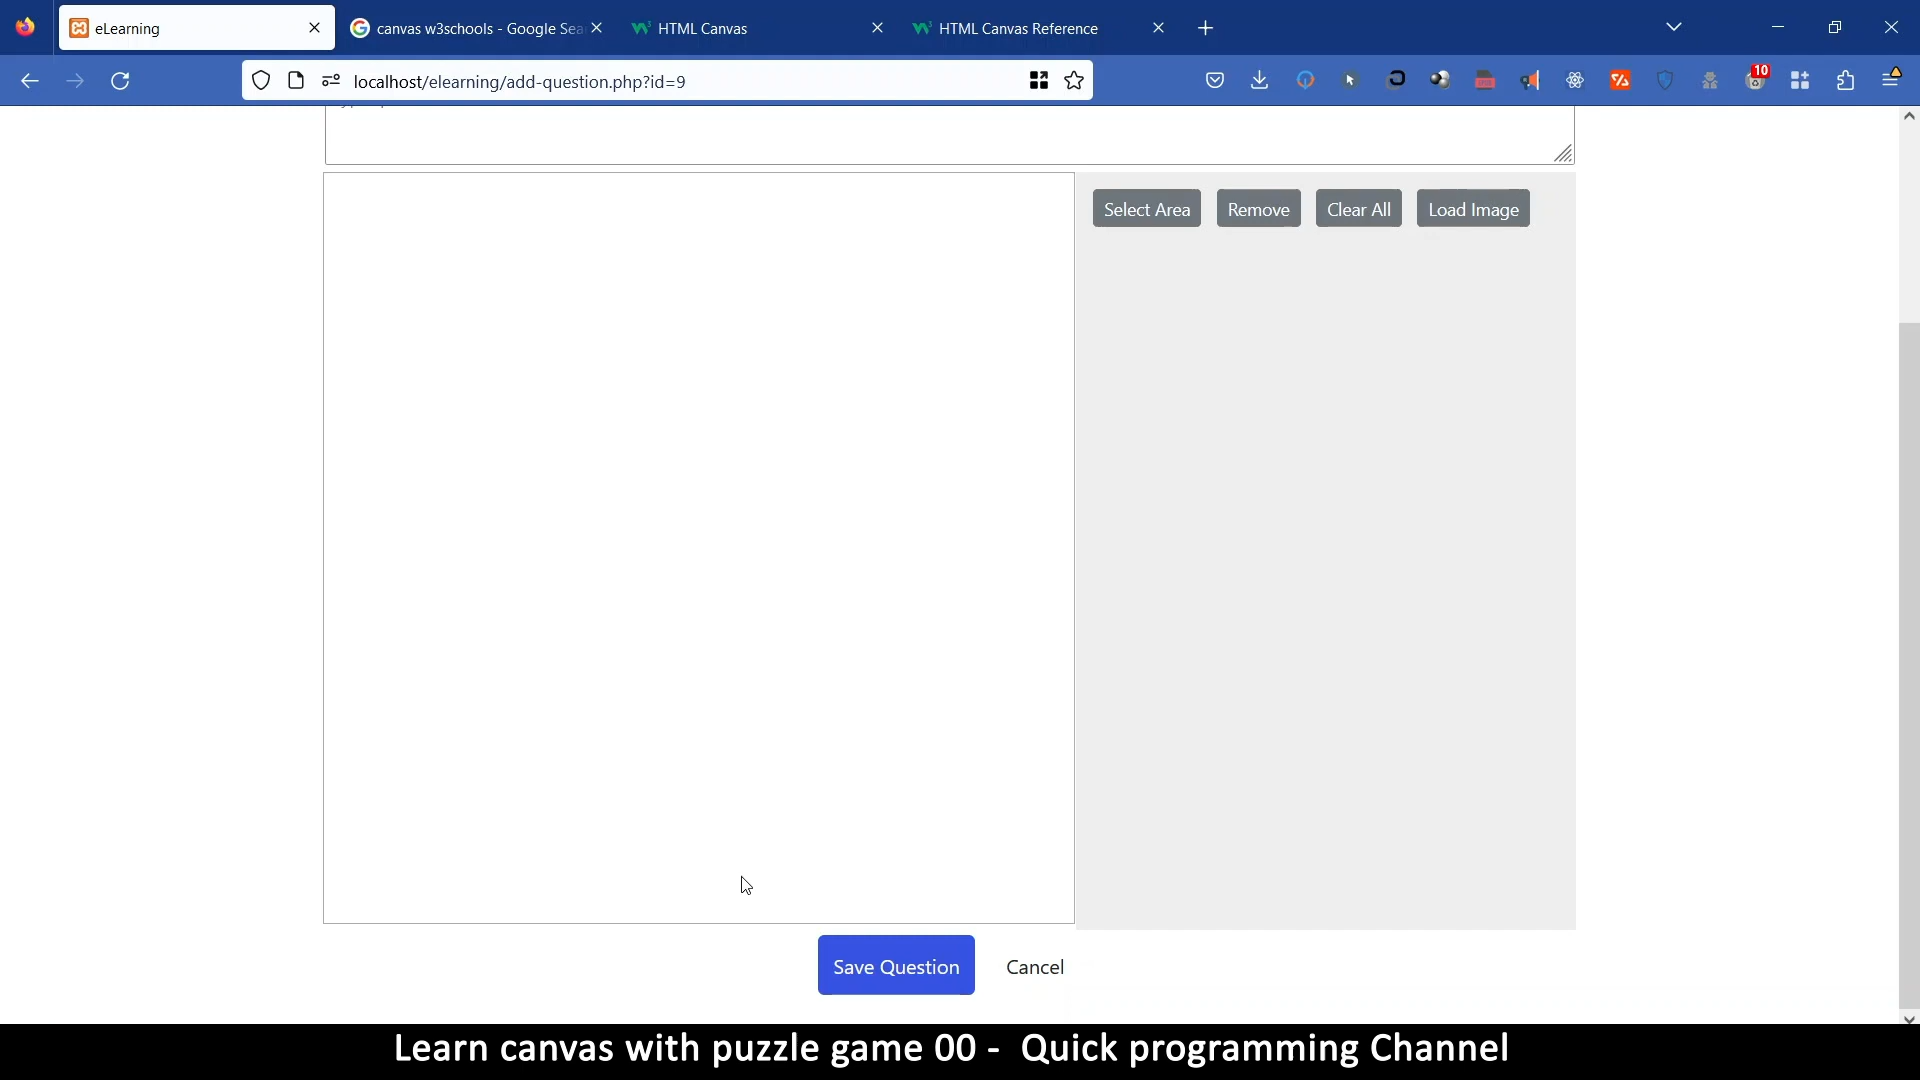 eLearning
canvas w3schools - Google Sea
HTML Canvas
HTML Canvas Reference
localhost/elearning/add-question.php?id=9
10
Select Area
Remove
Clear All
Load Image
Save Question
Cancel
Learn canvas with puzzle game 00 - Quick programming Channel